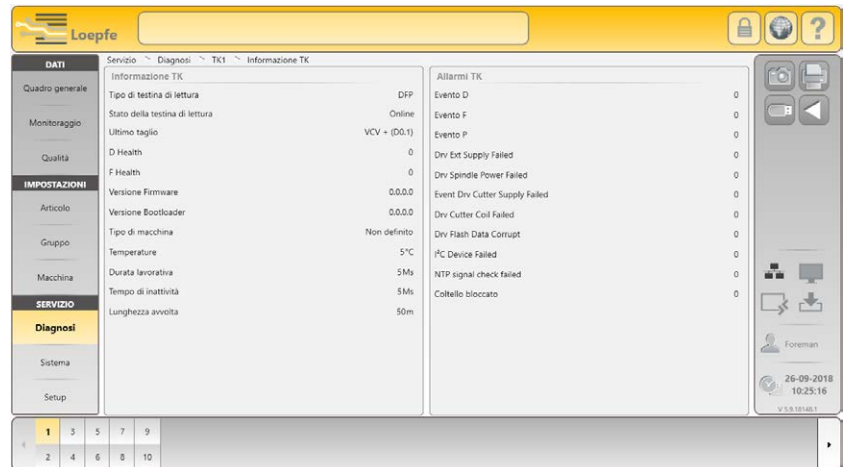 Loepfe
?
DATI
Quadro generale
Monitoraggio
Qualità
IMPOSTAZIONI
Articolo
Gruppo
Macchina
SERVIZIO
Diagnosi
Sistema
Setup
Servizio Diagnosi TK1 Informazione TK
Informazione TK
Tipo di testina di lettura DFP
Stato della testina di lettura Online
Ultimo taglio VCV + (D0.1)
D Health 0
F Health 0
Versione Firmware 0.0.0.0
Versione Bootloader 0.0.0.0
Tipo di macchina Non definito
Temperature 5°C
Durata lavorativa 5Ms
Tempo di inattività 5Ms
Lunghezza avvolta 50m
Allarmi TK
Evento D 0
Evento F 0
Evento P 0
Drv Ext Supply Failed 0
Drv Spindle Power Failed 0
Event Drv Cutter Supply Failed 0
Drv Cutter Coil Failed 0
Drv Flash Data Corrupt 0
I²C Device Failed 0
NTP signal check failed 0
Coltello bloccato 0
Foreman
26-09-2018
10:25:16
V 5.9.18148.1
1 3 5 7 9
2 4 6 8 10